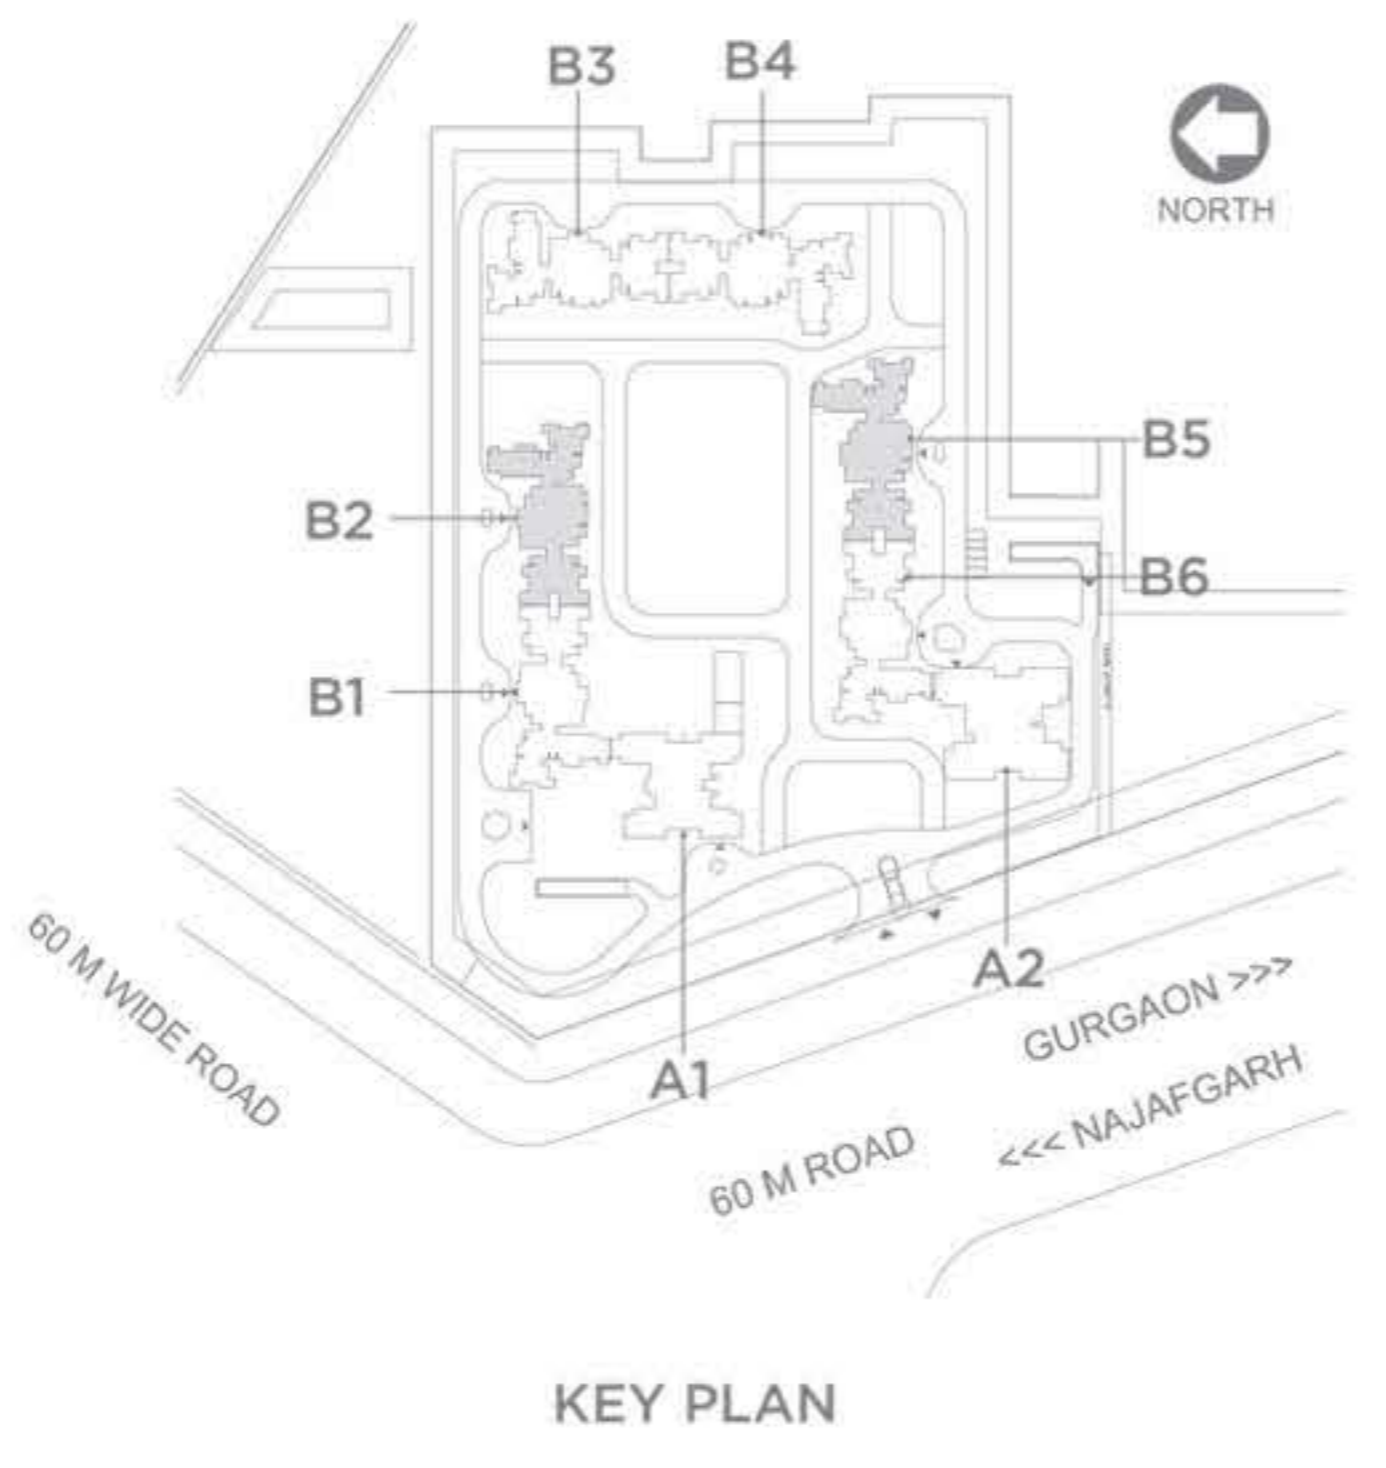 B3
B4
NORTH
B5
B2
B6
B1
A2
GURGAON >>>
A1
<<< NAJAFGARH
60 M WIDE ROAD
60 M ROAD
KEY PLAN